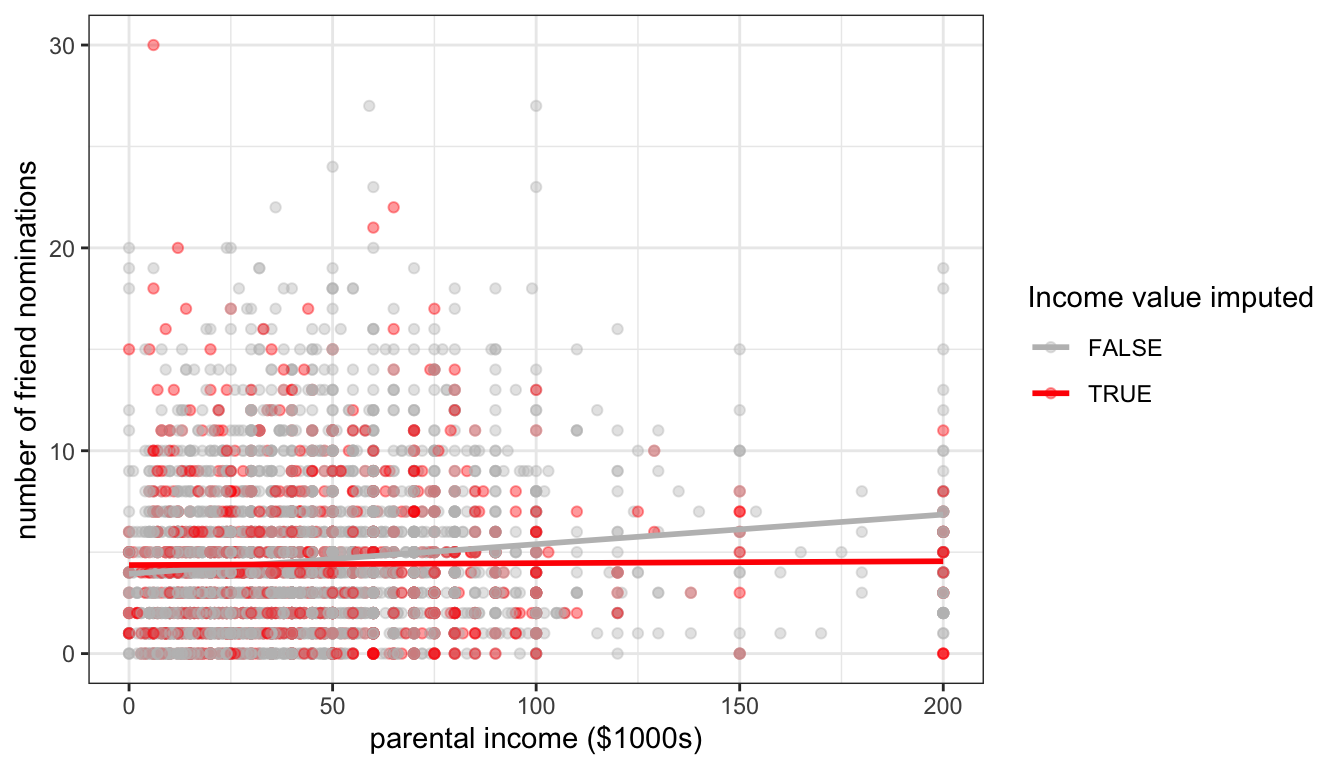 30
20
10
0
number of friend nominations
0 50 100 150 200
parental income ($1000s)
Income value imputed
FALSE
TRUE